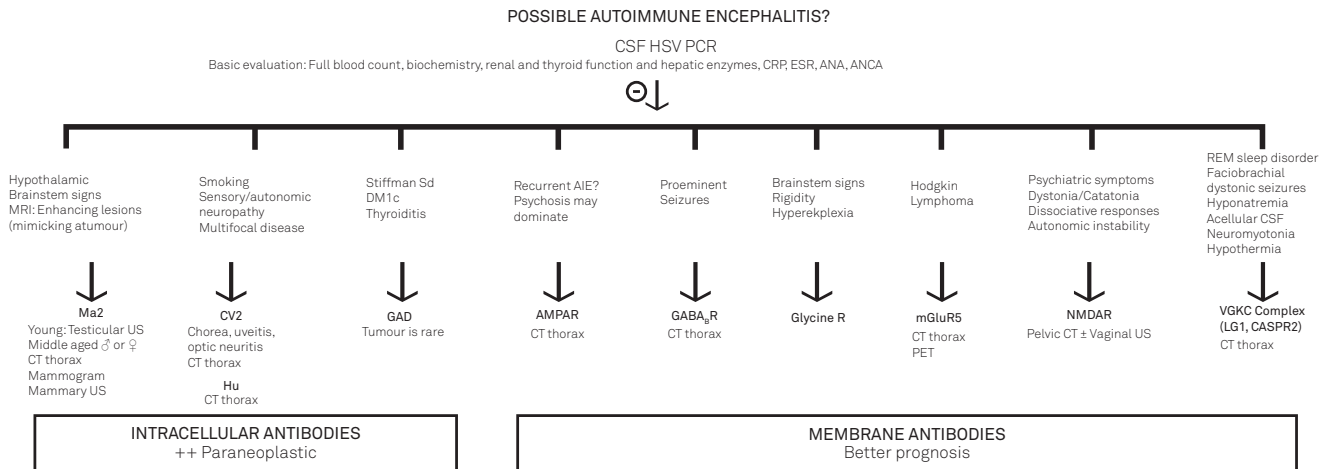 POSSIBLE AUTOIMMUNE ENCEPHALITIS?
CSF HSV PCR
Basic evaluation: Full blood count, biochemistry, renal and thyroid function and hepatic enzymes, CRP, ESR, ANA, ANCA
Hypothalamic
Brainstem signs
MRI: Enhancing lesions
(mimicking atumour)
Ma2
Young: Testicular US
Middle aged ♂ or ♀
CT thorax
Mammogram
Mammary US
Smoking
Sensory/autonomic
neuropathy
Multifocal disease
CV2
Chorea, uveitis,
optic neuritis
CT thorax
Hu
CT thorax
Stiffman Sd
DM1c
Thyroiditis
GAD
Tumour is rare
Recurrent AIE?
Psychosis may
dominate
AMPAR
CT thorax
Proeminent
Seizures
GABA_BR
CT thorax
Brainstem signs
Rigidity
Hyperekplexia
Glycine R
Hodgkin
Lymphoma
mGluR5
CT thorax
PET
Psychiatric symptoms
Dystonia/Catatonia
Dissociative responses
Autonomic instability
NMDAR
Pelvic CT ± Vaginal US
REM sleep disorder
Faciobrachial
dystonic seizures
Hyponatremia
Acellular CSF
Neuromyotonia
Hypothermia
VGKC Complex
(LG1, CASPR2)
CT thorax
INTRACELLULAR ANTIBODIES
++ Paraneoplastic
MEMBRANE ANTIBODIES
Better prognosis